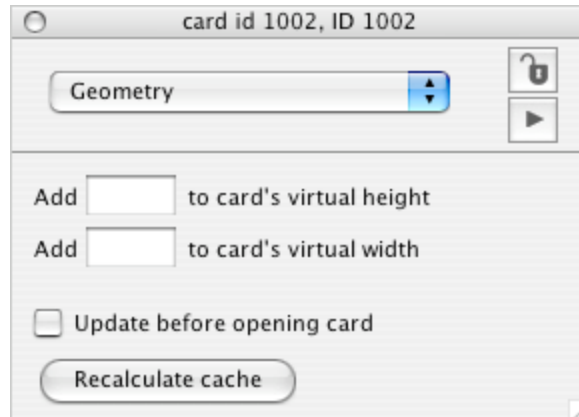 card id 1002, ID 1002
Geometry
Add to card's virtual height
Add to card's virtual width
Update before opening card
Recalculate cache